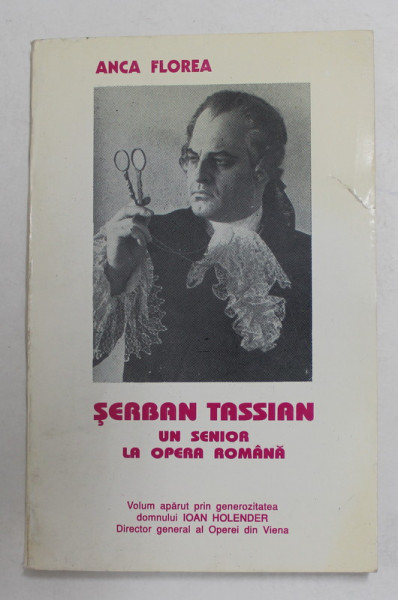 ANCA FLOREA
ȘERBAN TASSIAN
UN SENIOR
LA OPERA ROMÂNĂ
Volum apărut prin generozitatea
domnului IOAN HOLENDER
Director general al Operei din Viena